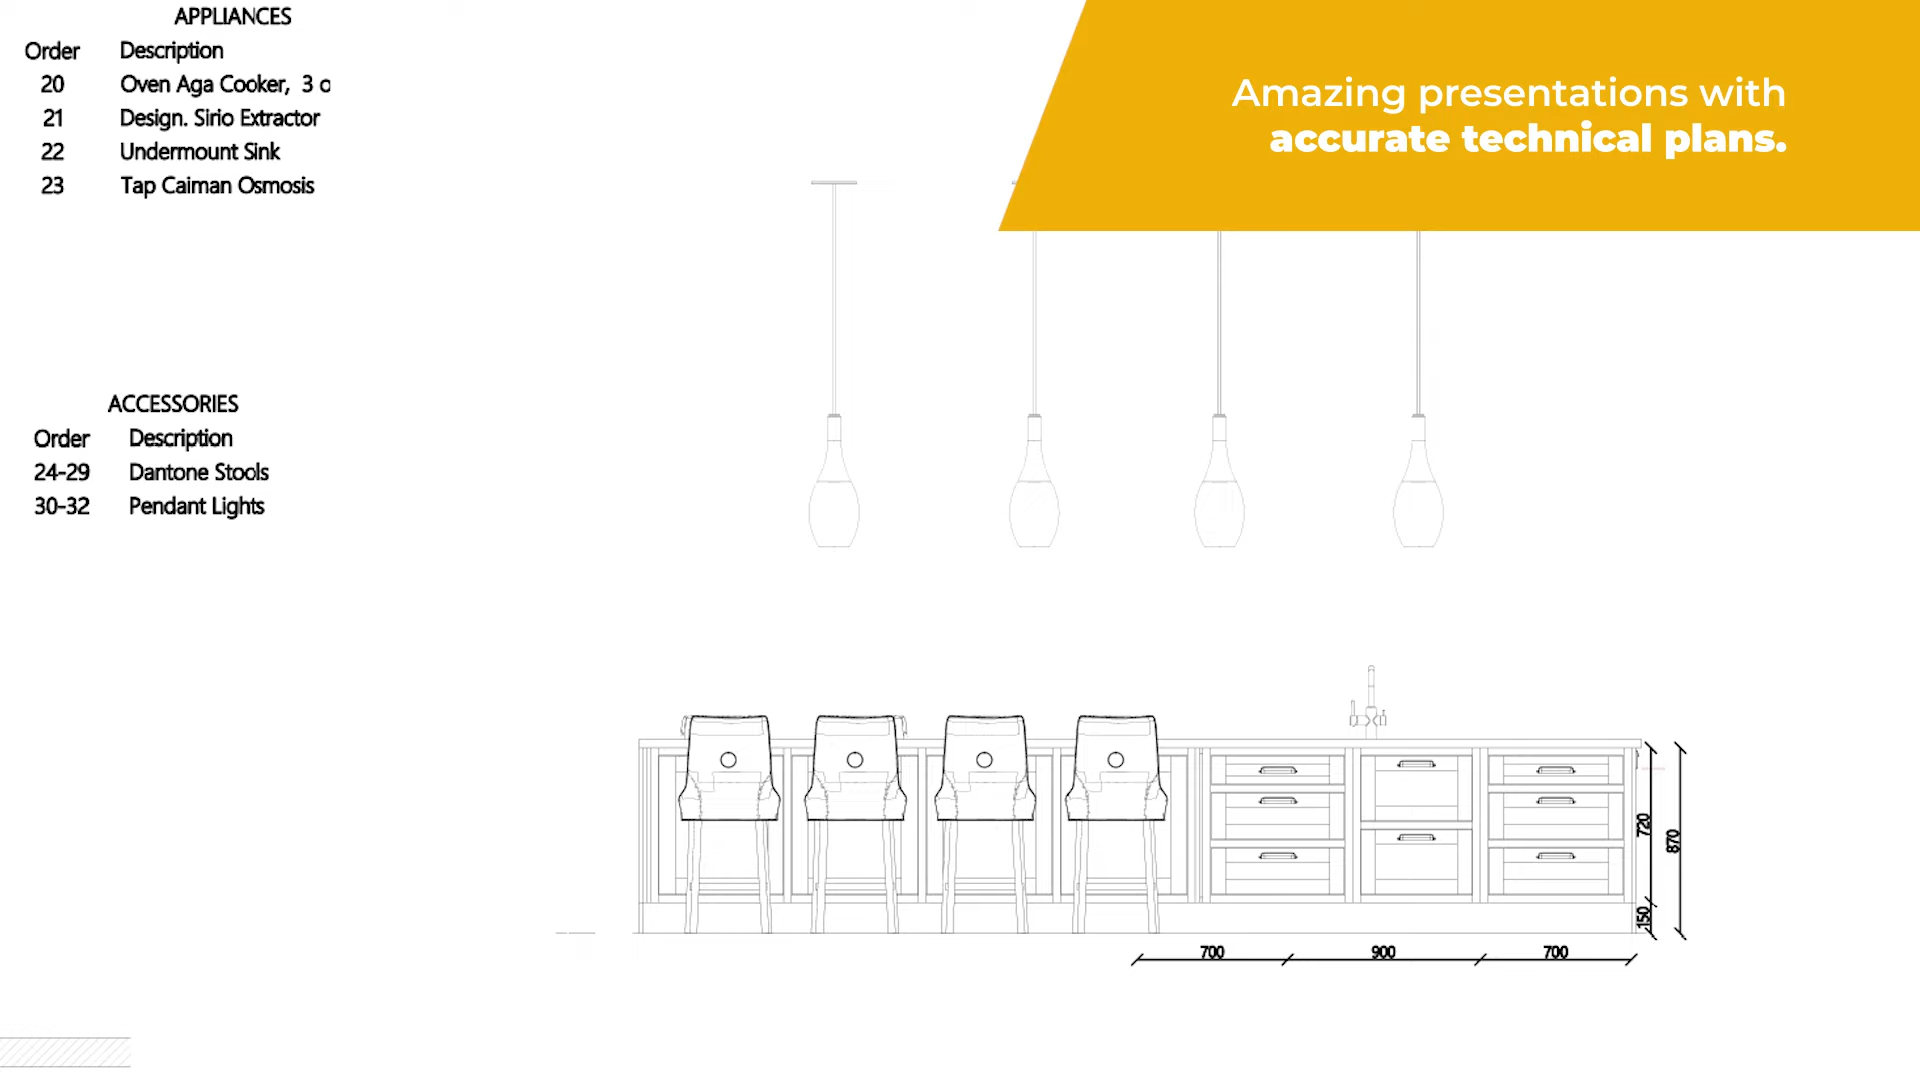 APPLIANCES
Order Description
20 Oven Aga Cooker, 3 o
21 Design. Sirio Extractor
22 Undermount Sink
23 Tap Caiman Osmosis
Amazing presentations with
accurate technical plans.
ACCESSORIES
Order Description
24-29 Dantone Stools
30-32 Pendant Lights
720
870
150
700 900 700